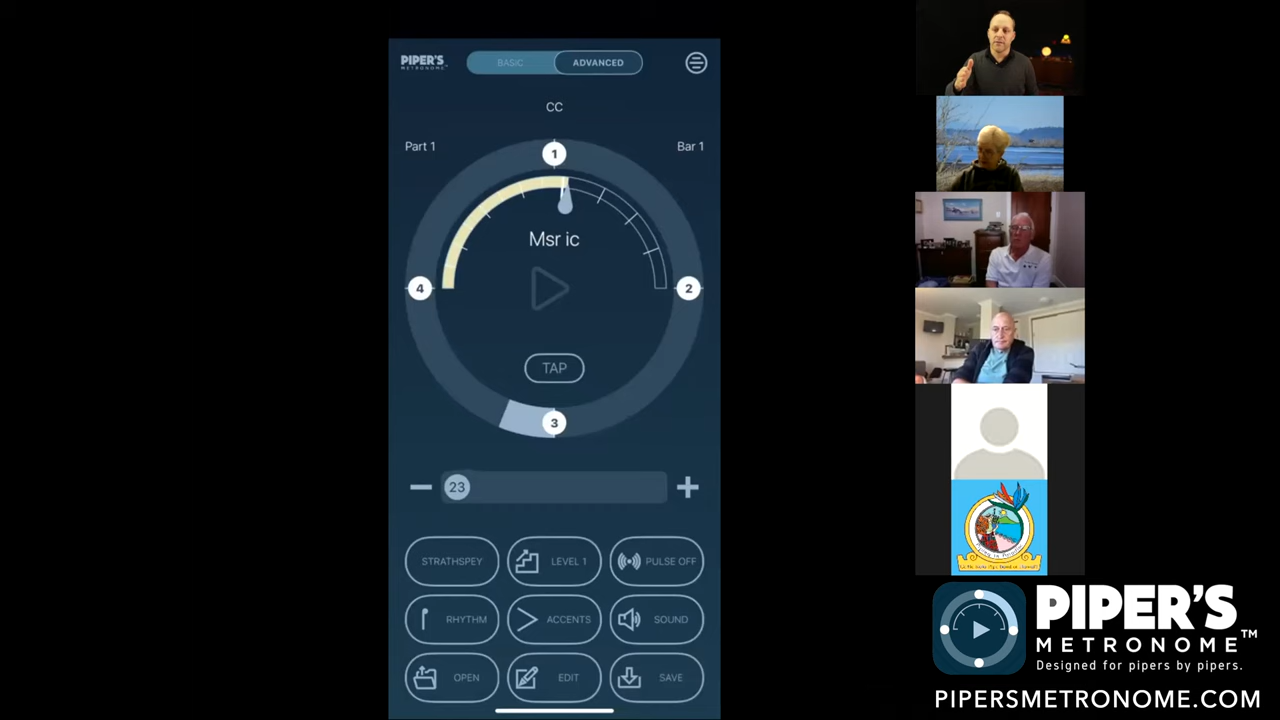 PIPER'S
METRONOME
BASIC
ADVANCED
CC
Part 1
Bar 1
1
Msr ic
4
2
TAP
3
23
STRATHSPEY
LEVEL 1
PULSE OFF
RHYTHM
ACCENTS
SOUND
OPEN
EDIT
SAVE
PIPER'S
METRONOME™
Designed for pipers by pipers.
PIPERSMETRONOME.COM